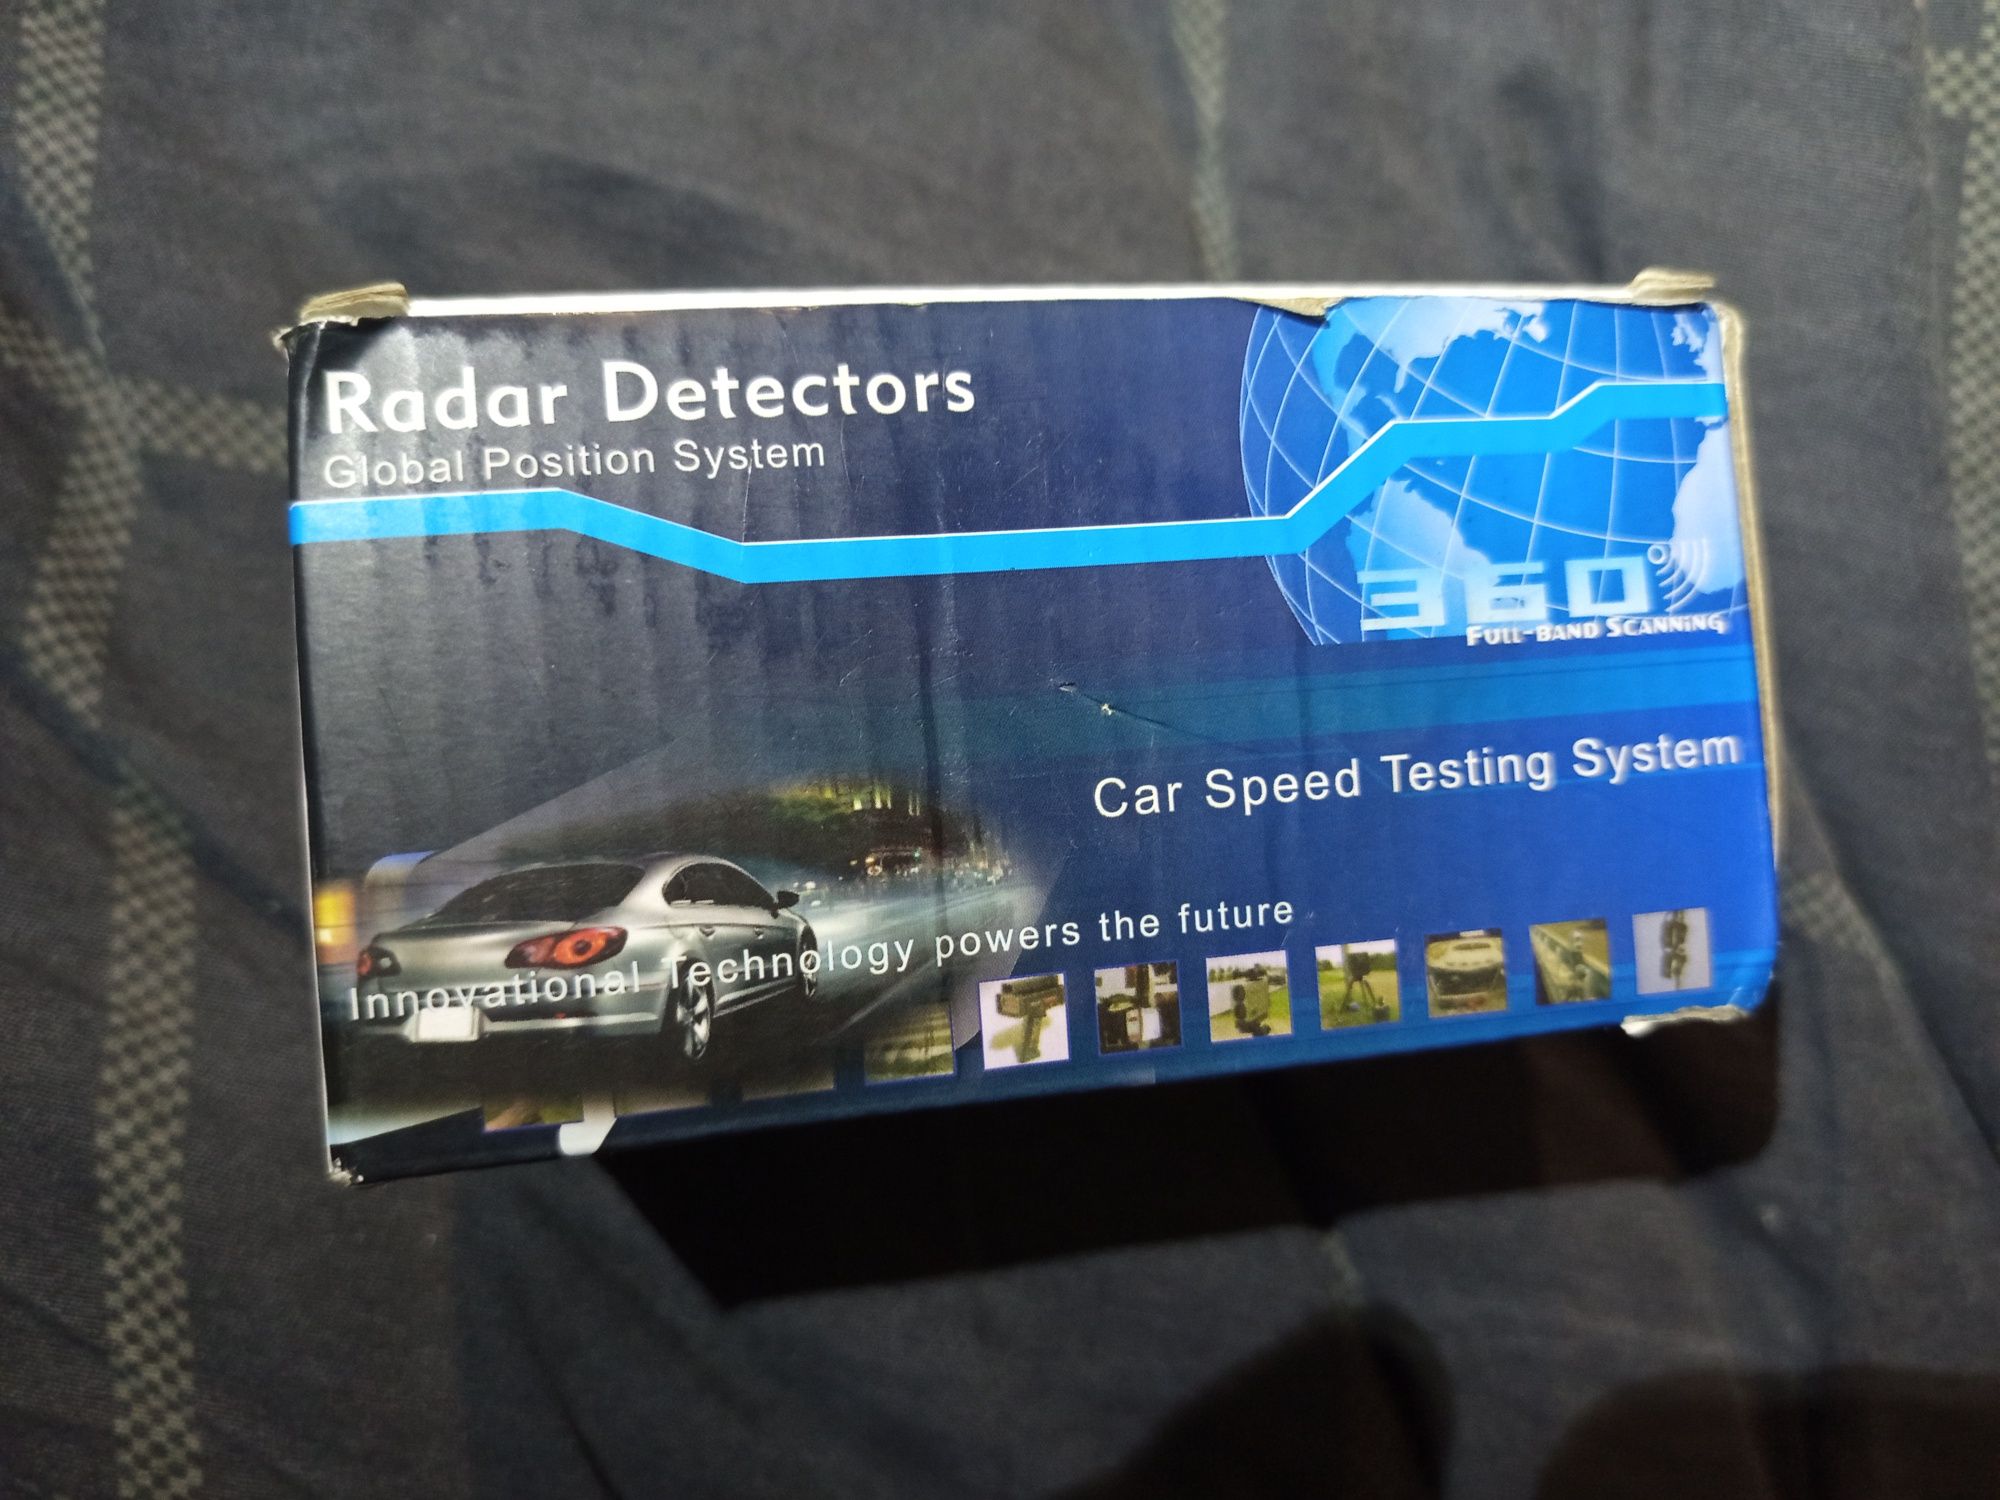 Radar Detectors
Global Position System
360°
FULL-BAND SCANNING
Car Speed Testing System
Innovational Technology powers the future